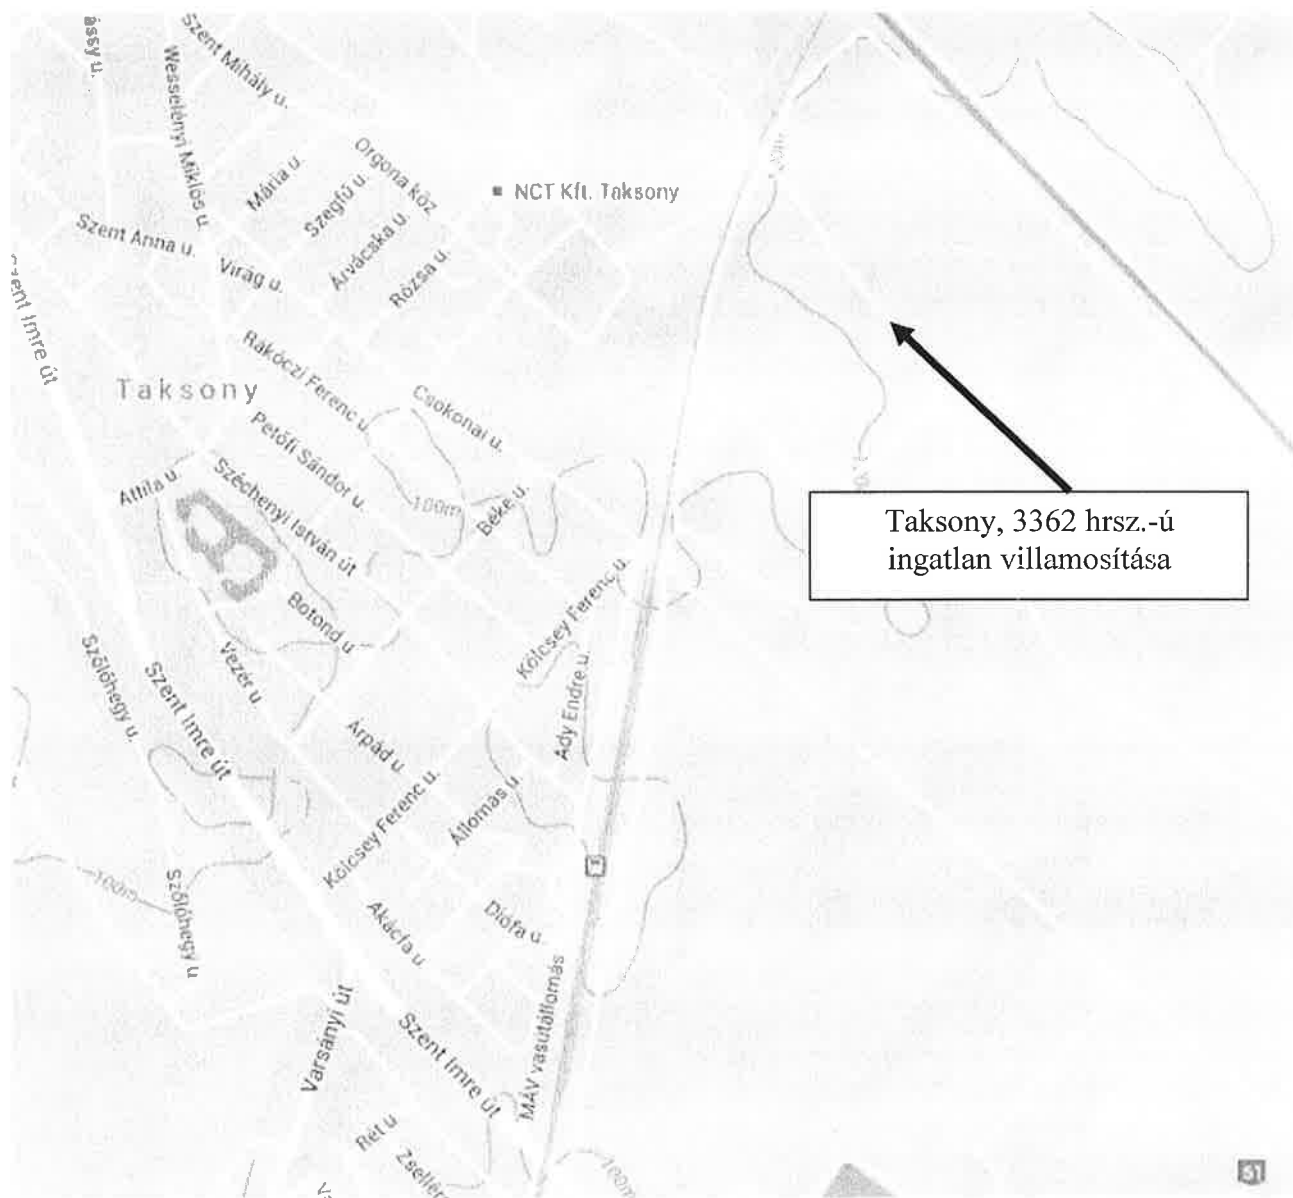 Szent Mihály u.
Wesselényi Miklós u.
Orgona köz
Mária u.
Szegfű u.
NCT Kft. Taksony
Árvácska u.
Szent Anna u.
Virág u.
Rózsa u.
Szent Imre út
Rákóczi Ferenc u.
Taksony
Csokonai u.
Petőfi Sándor u.
Széchenyi István út
Attila u.
100m
Béke u.
Taksony, 3362 hrsz.-ú
ingatlan villamosítása
Botond u.
Kölcsey Ferenc u.
Vezér u.
Szőlőhegy u.
Szent Imre út
Ady Endre u.
Árpád u.
Kölcsey Ferenc u.
Állomás u.
100m
Szőlőhegy u.
Akácfa u.
Diófa u.
MÁV vasútállomás
Varsányi út
Szent Imre út
Rét u.
100m
51